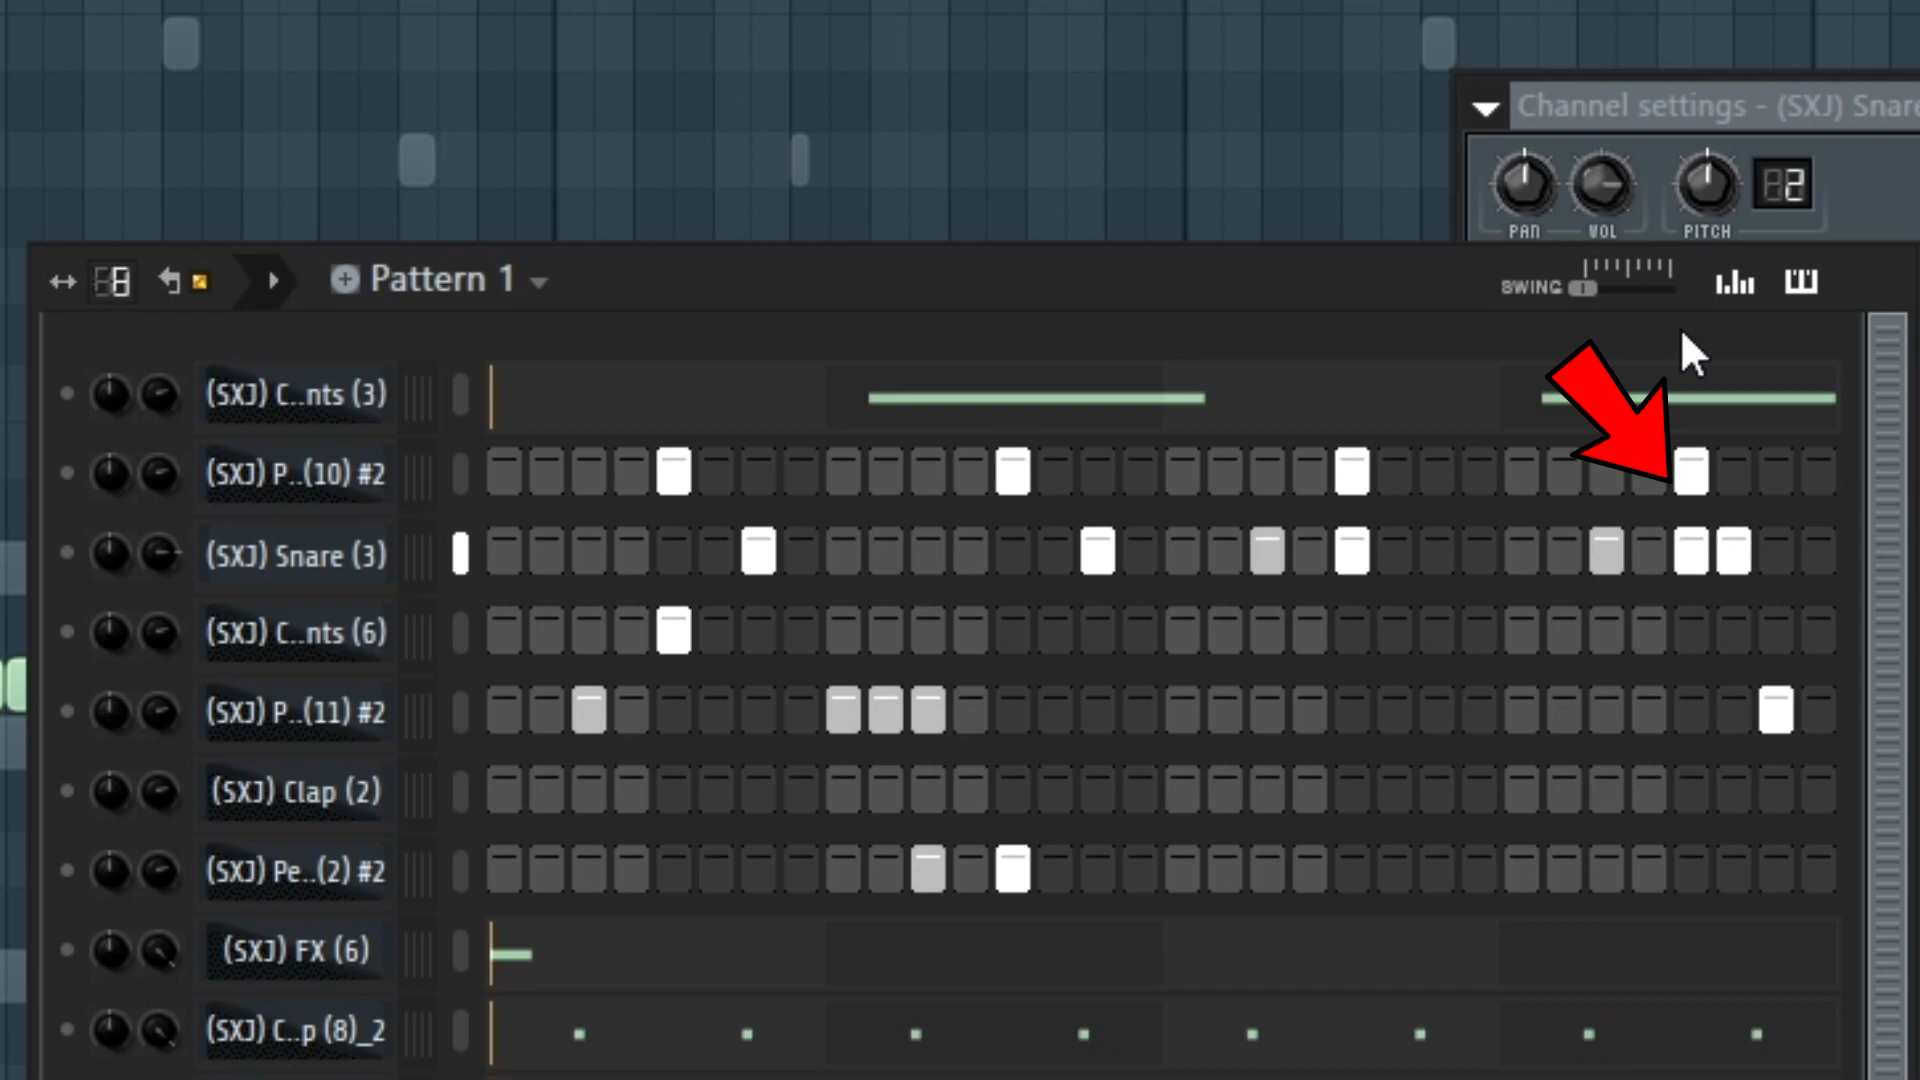 Channel settings - (SXJ) Snare
2
PAN VOL PITCH
8 Pattern 1 SWING
(SXJ) C..nts (3)
(SXJ) P..(10) #2
(SXJ) Snare (3)
(SXJ) C..nts (6)
(SXJ) P..(11) #2
(SXJ) Clap (2)
(SXJ) Pe..(2) #2
(SXJ) FX (6)
(SXJ) C..p (8)_2